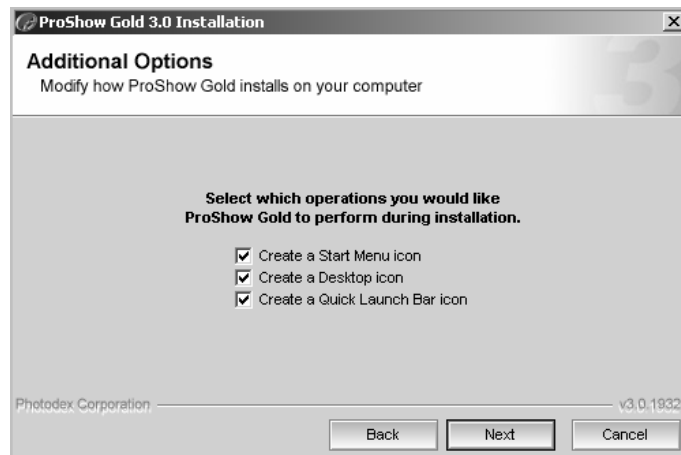 ProShow Gold 3.0 Installation
Additional Options
Modify how ProShow Gold installs on your computer
3
Select which operations you would like
ProShow Gold to perform during installation.
Create a Start Menu icon
Create a Desktop icon
Create a Quick Launch Bar icon
Photodex Corporation
v3.0.1932
Back
Next
Cancel